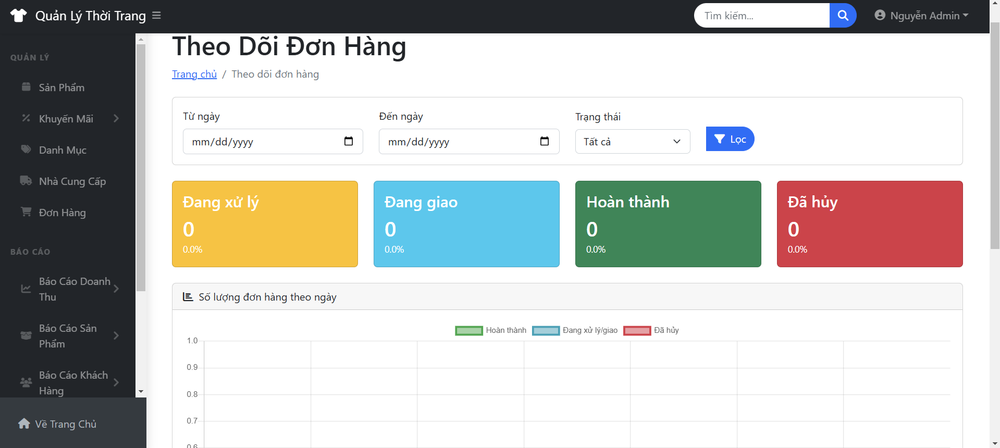 Quản Lý Thời Trang
Tìm kiếm...
Nguyễn Admin
QUẢN LÝ
Sản Phẩm
Khuyến Mãi
Danh Mục
Nhà Cung Cấp
Đơn Hàng
BÁO CÁO
Báo Cáo Doanh
Thu
Báo Cáo Sản
Phẩm
Báo Cáo Khách
Hàng
Về Trang Chủ
Theo Dõi Đơn Hàng
Trang chủ / Theo dõi đơn hàng
Từ ngày
mm/dd/yyyy
Đến ngày
mm/dd/yyyy
Trạng thái
Tất cả
Lọc
Đang xử lý
0
0.0%
Đang giao
0
0.0%
Hoàn thành
0
0.0%
Đã hủy
0
0.0%
Số lượng đơn hàng theo ngày
Hoàn thành Đang xử lý/giao Đã hủy
1.0
0.9
0.8
0.7
0.6